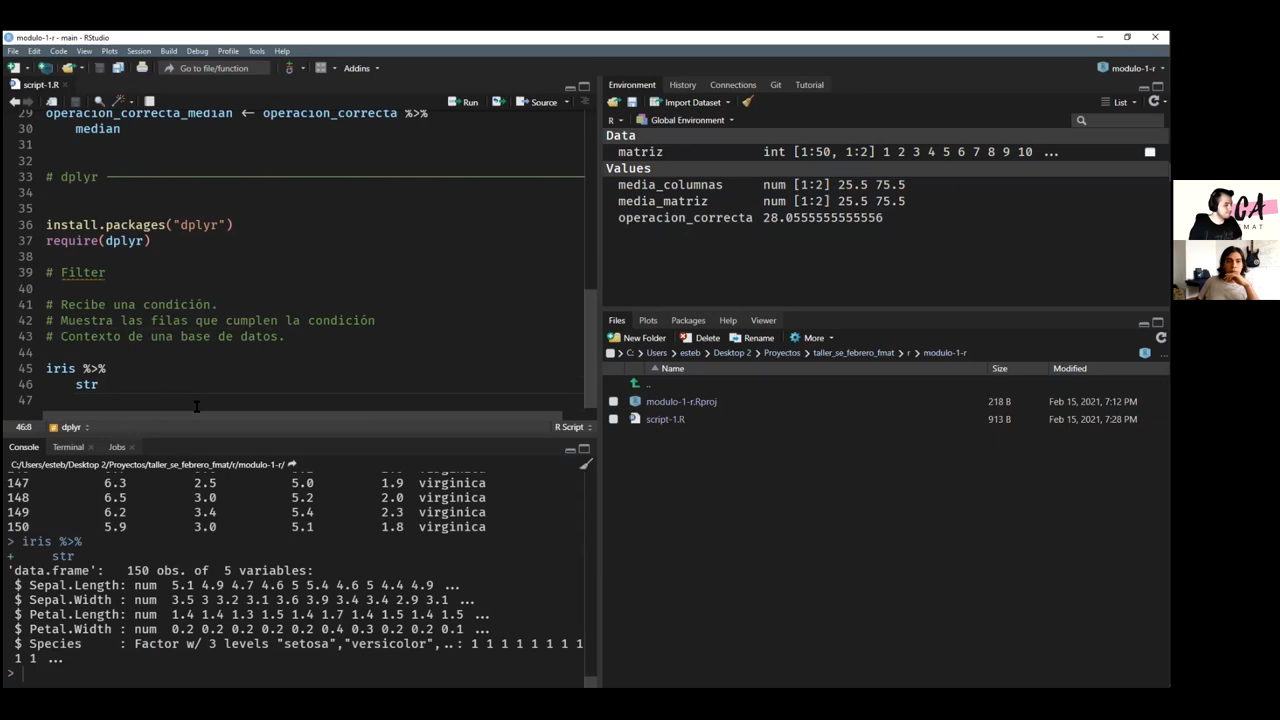 modulo-1-r - main - RStudio
File Edit Code View Plots Session Build Debug Profile Tools Help
Go to file/function Addins modulo-1-r
script-1.R
Run Source
29 operacion_correcta_median <- operacion_correcta %>%
30 median
31
32
33 # dplyr
34
35
36 install.packages("dplyr")
37 require(dplyr)
38
39 # Filter
40
41 # Recibe una condición.
42 # Muestra las filas que cumplen la condición
43 # Contexto de una base de datos.
44
45 iris %>%
46 str
47
46:8 dplyr R Script
Console Terminal Jobs
C:/Users/esteb/Desktop 2/Proyectos/taller_se_febrero_fmat/r/modulo-1-r/
147 6.3 2.5 5.0 1.9 virginica
148 6.5 3.0 5.2 2.0 virginica
149 6.2 3.4 5.4 2.3 virginica
150 5.9 3.0 5.1 1.8 virginica
> iris %>%
+ str
'data.frame': 150 obs. of 5 variables:
$ Sepal.Length: num 5.1 4.9 4.7 4.6 5 5.4 4.6 5 4.4 4.9 ...
$ Sepal.Width : num 3.5 3 3.2 3.1 3.6 3.9 3.4 3.4 2.9 3.1 ...
$ Petal.Length: num 1.4 1.4 1.3 1.5 1.4 1.7 1.4 1.5 1.4 1.5 ...
$ Petal.Width : num 0.2 0.2 0.2 0.2 0.2 0.4 0.3 0.2 0.2 0.1 ...
$ Species : Factor w/ 3 levels "setosa","versicolor",..: 1 1 1 1 1 1 1 1
1 1 ...
>
Environment History Connections Git Tutorial
Import Dataset List
R Global Environment
Data
matriz int [1:50, 1:2] 1 2 3 4 5 6 7 8 9 10 ...
Values
media_columnas num [1:2] 25.5 75.5
media_matriz num [1:2] 25.5 75.5
operacion_correcta 28.0555555555556
Files Plots Packages Help Viewer
New Folder Delete Rename More
C: Users esteb Desktop 2 Proyectos taller_se_febrero_fmat r modulo-1-r ...
Name Size Modified
..
modulo-1-r.Rproj 218 B Feb 15, 2021, 7:12 PM
script-1.R 913 B Feb 15, 2021, 7:28 PM
CA
MAT